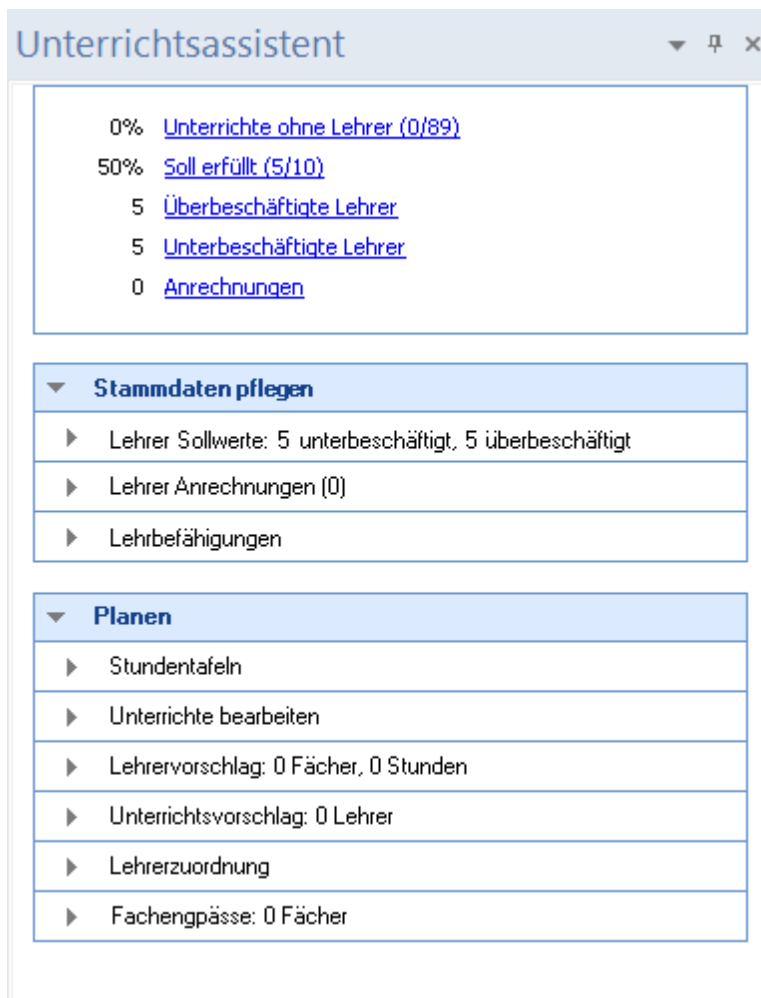 Unterrichtsassistent
0% Unterrichte ohne Lehrer (0/89)
50% Soll erfüllt (5/10)
5 Überbeschäftigte Lehrer
5 Unterbeschäftigte Lehrer
0 Anrechnungen
Stammdaten pflegen
Lehrer Sollwerte: 5 unterbeschäftigt, 5 überbeschäftigt
Lehrer Anrechnungen (0)
Lehrbefähigungen
Planen
Stundentafeln
Unterrichte bearbeiten
Lehrervorschlag: 0 Fächer, 0 Stunden
Unterrichtsvorschlag: 0 Lehrer
Lehrerzuordnung
Fachengpässe: 0 Fächer